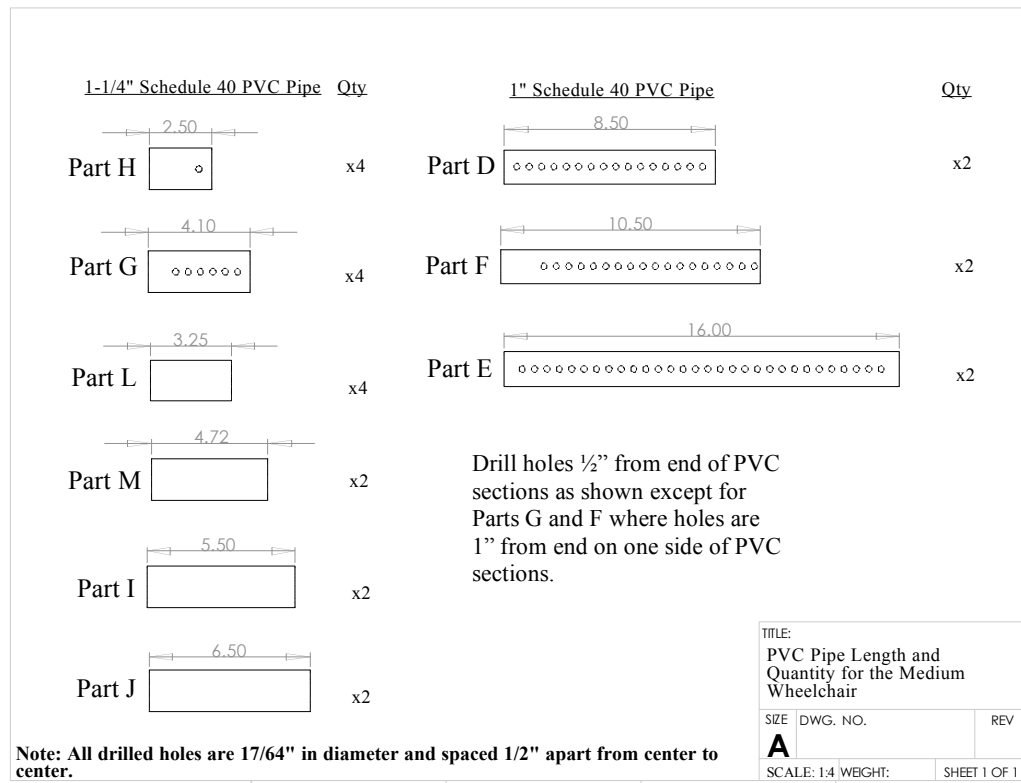 1-1/4" Schedule 40 PVC Pipe Qty
2.50
Part H x4
4.10
Part G x4
3.25
Part L x4
4.72
Part M x2
5.50
Part I x2
6.50
Part J x2
1" Schedule 40 PVC Pipe Qty
8.50
Part D x2
10.50
Part F x2
16.00
Part E x2
Drill holes ½” from end of PVC
sections as shown except for
Parts G and F where holes are
1” from end on one side of PVC
sections.
Note: All drilled holes are 17/64" in diameter and spaced 1/2" apart from center to
center.
TITLE:
PVC Pipe Length and
Quantity for the Medium
Wheelchair
SIZE DWG. NO. REV
A
SCALE: 1:4 WEIGHT: SHEET 1 OF 1